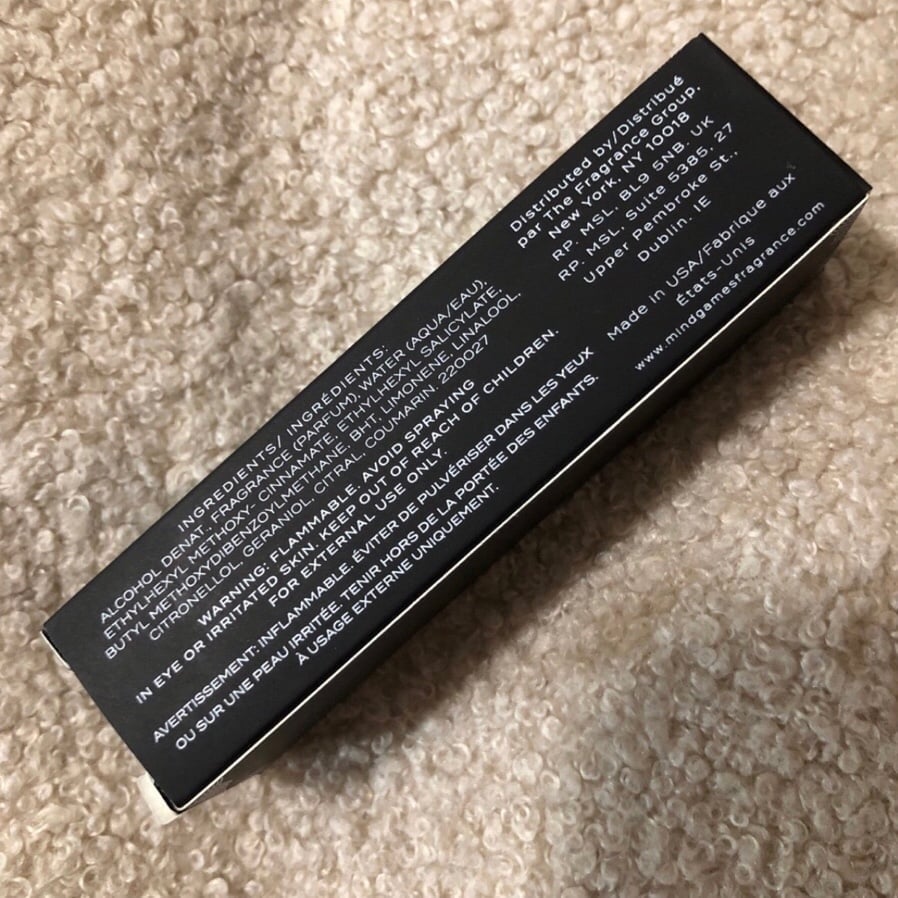 INGREDIENTS/ INGRÉDIENTS:
ALCOHOL DENAT., FRAGRANCE (PARFUM), WATER (AQUA/EAU),
ETHYLHEXYL METHOXY- CINNAMATE, ETHYLHEXYL SALICYLATE,
BUTYL METHOXYDIBENZOYLMETHANE, BHT, LIMONENE, LINALOOL,
CITRONELLOL, GERANIOL, CITRAL, COUMARIN, 220027
WARNING: FLAMMABLE. AVOID SPRAYING
IN EYE OR IRRITATED SKIN. KEEP OUT OF REACH OF CHILDREN.
FOR EXTERNAL USE ONLY.
AVERTISSEMENT: INFLAMMABLE. ÉVITER DE PULVÉRISER DANS LES YEUX
OU SUR UNE PEAU IRRITÉE. TENIR HORS DE LA PORTÉE DES ENFANTS.
À USAGE EXTERNE UNIQUEMENT.
Distributed by/Distribué
par The Fragrance Group,
New York, NY 10018
RP. MSL, BL9 5NB, UK
RP. MSL, Suite 5385, 27
Upper Pembroke St.,
Dublin, IE
Made in USA/Fabrique aux
États-Unis
www.mindgamesfragrance.com